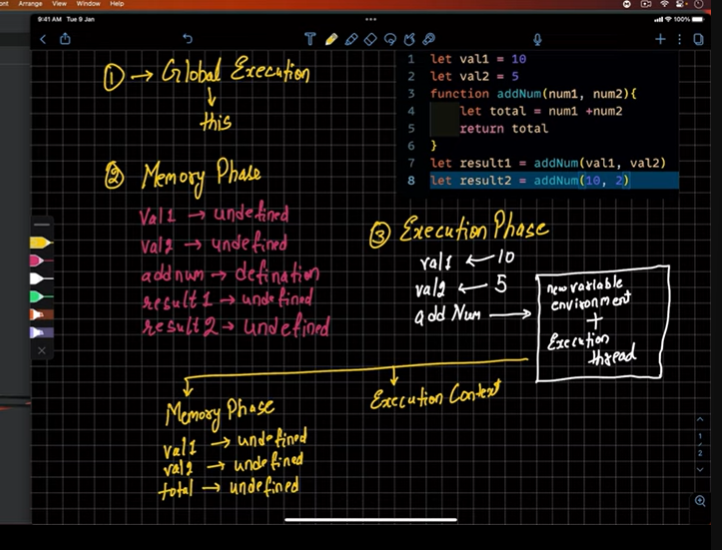 Arrange View Window Help
9:41 AM Tue 9 Jan
100%
① → Global Execution
↓
this
1 let val1 = 10
2 let val2 = 5
3 function addNum(num1, num2){
4 let total = num1 +num2
5 return total
6 }
7 let result1 = addNum(val1, val2)
8 let result2 = addNum(10, 2)
② Memory Phase
val1 → undefined
val2 → undefined
addnum → defination
result1 → undefined
result2 → undefined
③ Execution Phase
val1 ← 10
val2 ← 5
add Num →
new variable
environment
+
Execution
thread
Memory Phase
val1 → undefined
val2 → undefined
total → undefined
Execution Context
1
2